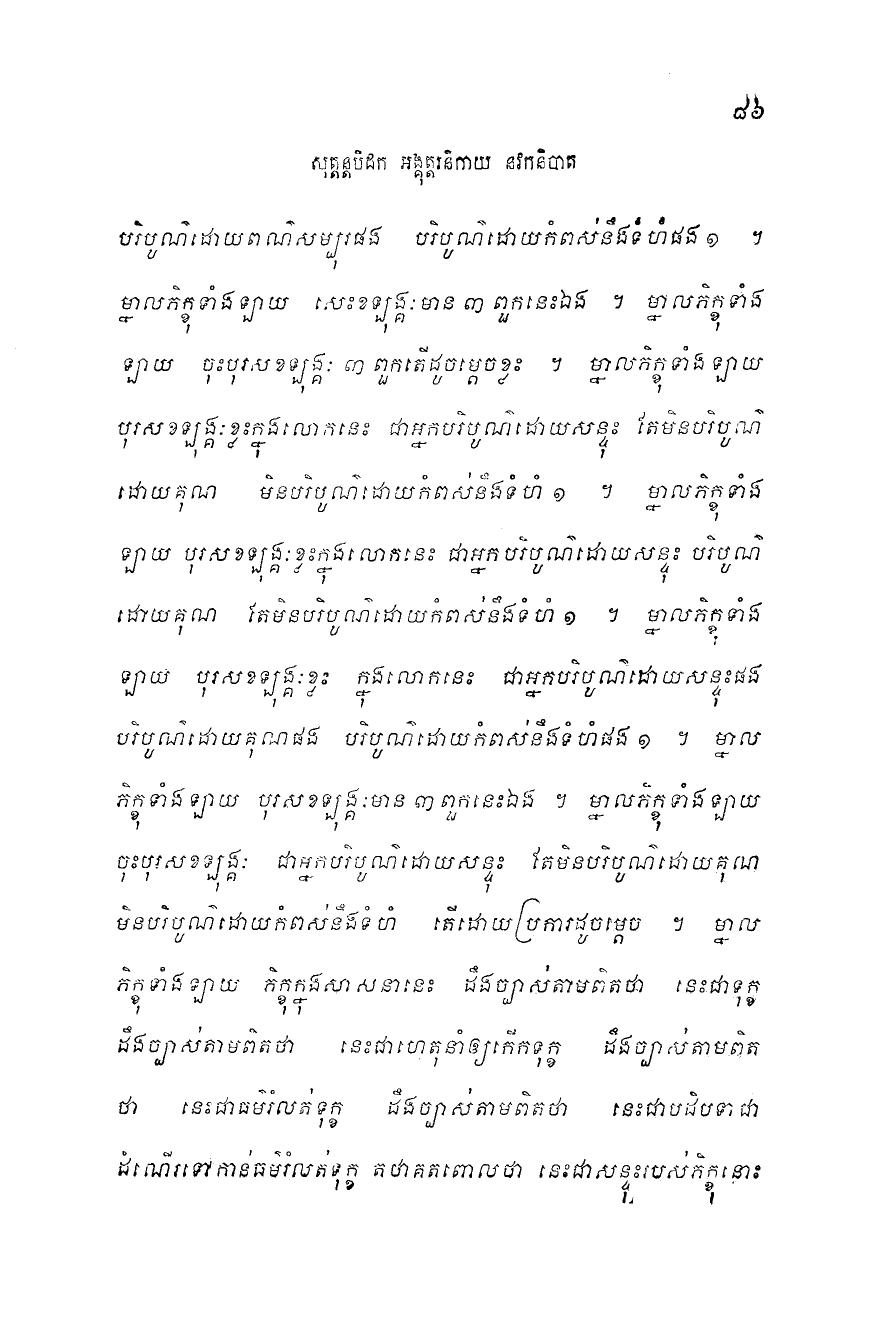 ៨៦
សុត្តន្តបិដក អង្គុត្តរនិកាយ នវកនិបាត
បរិបូណ៌ដោយពណ៌សម្បុរផង បរិបូណ៌ដោយកំពស់នឹងទំហំផង១ ។
ម្នាលភិក្ខុទាំងឡាយ សេះខឡុង្គៈមាន ៣ ពួកនេះឯង ។ ម្នាលភិក្ខុទាំង
ឡាយ ចុះបុរសខឡុង្គៈ ៣ ពួកតើដូចម្តេចខ្លះ ។ ម្នាលភិក្ខុទាំងឡាយ
បុរសខឡុង្គៈខ្លះក្នុងលោកនេះ ជាអ្នកបរិបូណ៌ដោយសន្ទុះ តែមិនបរិបូណ៌
ដោយគុណ មិនបរិបូណ៌ដោយកំពស់នឹងទំហំ ១ ។ ម្នាលភិក្ខុទាំង
ឡាយ បុរសខឡុង្គៈខ្លះក្នុងលោកនេះ ជាអ្នកបរិបូណ៌ដោយសន្ទុះ បរិបូណ៌
ដោយគុណ តែមិនបរិបូណ៌ដោយកំពស់នឹងទំហំ ១ ។ ម្នាលភិក្ខុទាំង
ឡាយ បុរសខឡុង្គៈខ្លះ ក្នុងលោកនេះ ជាអ្នកបរិបូណ៌ដោយសន្ទុះផង
បរិបូណ៌ដោយគុណផង បរិបូណ៌ដោយកំពស់នឹងទំហំផង ១ ។ ម្នាល
ភិក្ខុទាំងឡាយ បុរសខឡុង្គៈមាន ៣ ពួកនេះឯង ។ ម្នាលភិក្ខុទាំងឡាយ
ចុះបុរសខឡុង្គៈ ជាអ្នកបរិបូណ៌ដោយសន្ទុះ តែមិនបរិបូណ៌ដោយគុណ
មិនបរិបូណ៌ដោយកំពស់នឹងទំហំ តើដោយប្រការដូចម្តេច ។ ម្នាល
ភិក្ខុទាំងឡាយ ភិក្ខុក្នុងសាសនានេះ ដឹងច្បាស់តាមពិតថា នេះជាទុក្ខ
ដឹងច្បាស់តាមពិតថា នេះជាហេតុនាំឲ្យកើតទុក្ខ ដឹងច្បាស់តាមពិត
ថា នេះជាធម៌រំលត់ទុក្ខ ដឹងច្បាស់តាមពិតថា នេះជាបដិបទាជា
ដំណើរទៅកាន់ធម៌រំលត់ទុក្ខ តថាគតពោលថា នេះជាសន្ទុះរបស់ភិក្ខុនោះ